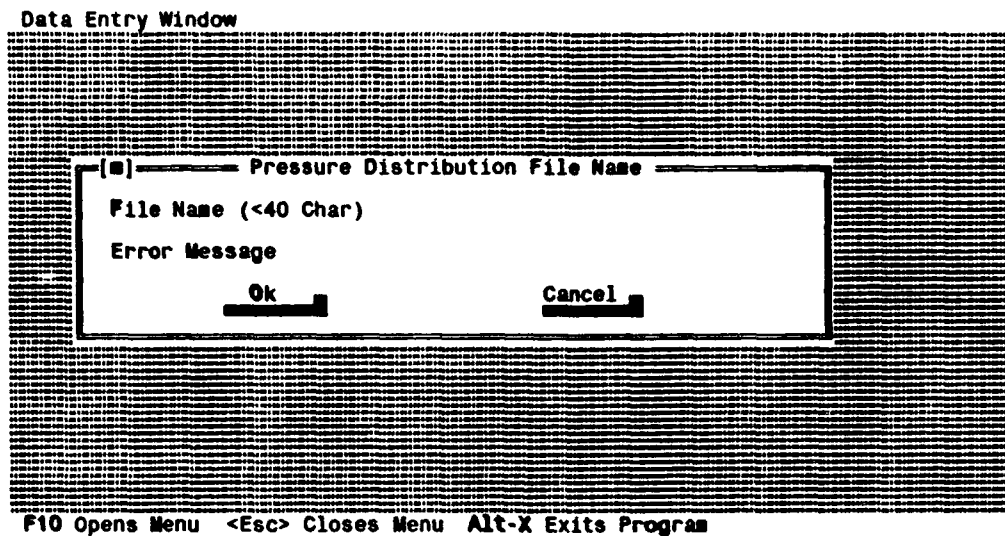 Data Entry Window
[■] Pressure Distribution File Name
File Name (<40 Char)
Error Message
Ok Cancel
F10 Opens Menu <Esc> Closes Menu Alt-X Exits Program